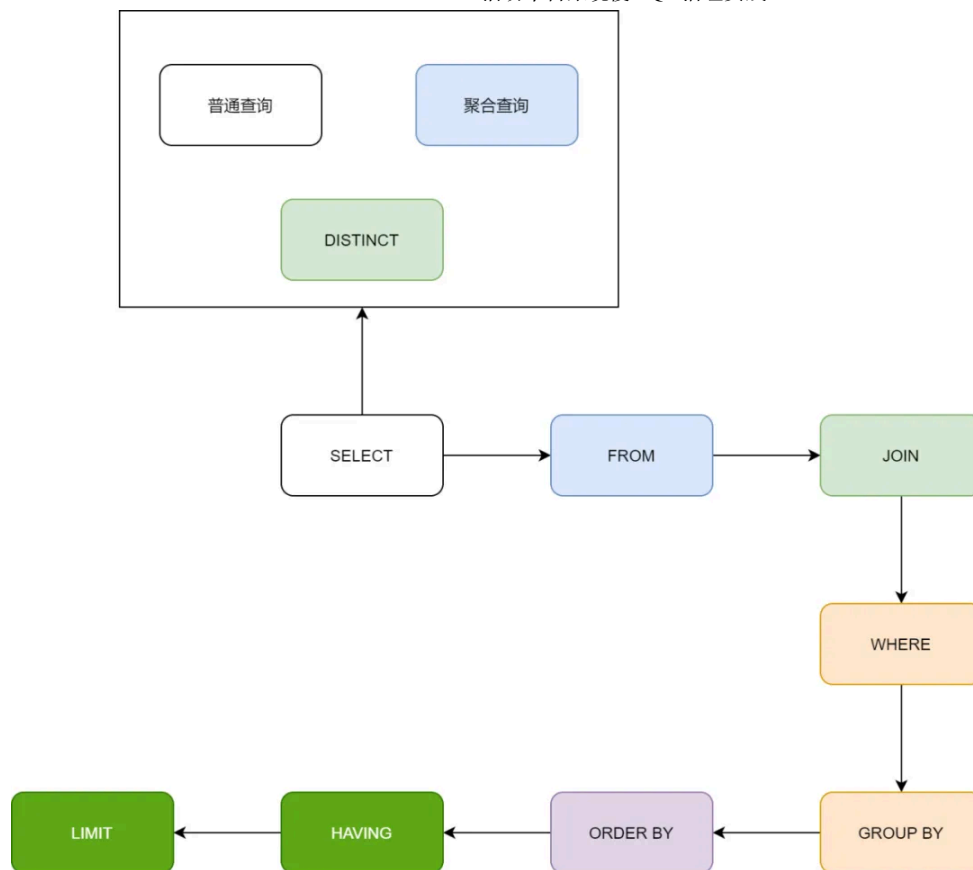 普通查询
聚合查询
DISTINCT
SELECT
FROM
JOIN
WHERE
GROUP BY
ORDER BY
HAVING
LIMIT